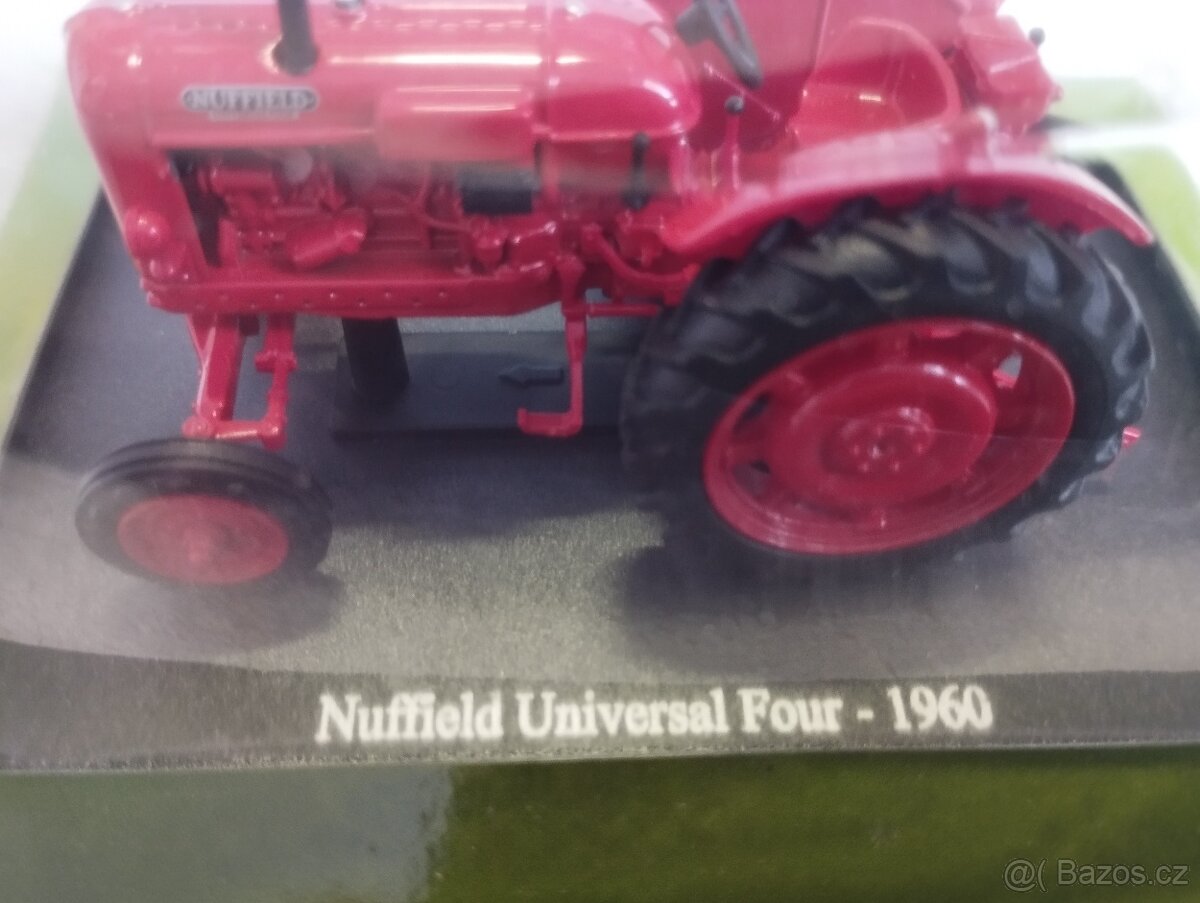 NUFFIELD
Nuffield Universal Four - 1960
@( Bazos.cz